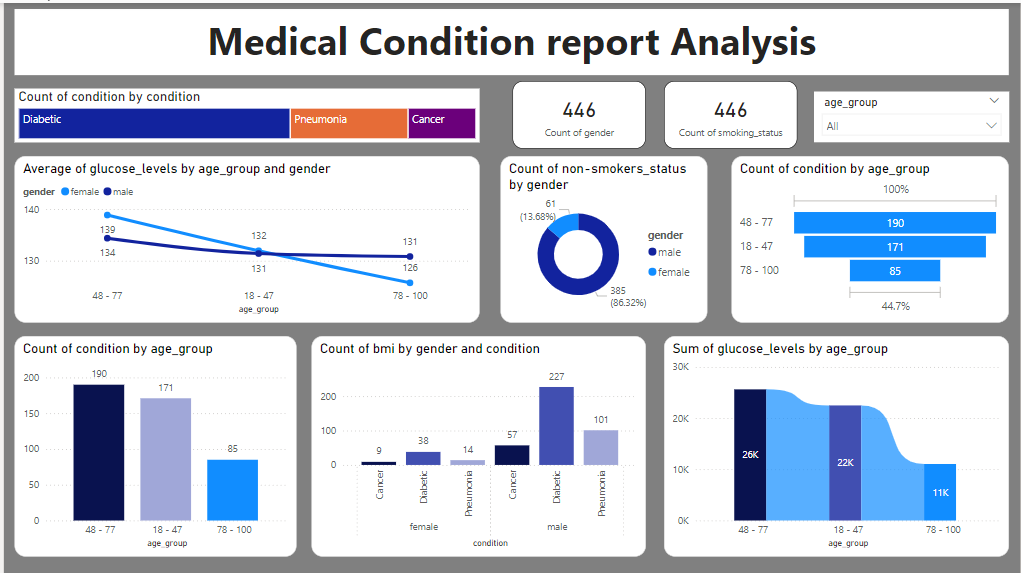 Medical Condition report Analysis
Count of condition by condition
Diabetic
Pneumonia
Cancer
446
Count of gender
446
Count of smoking_status
age_group
All
Average of glucose_levels by age_group and gender
gender female male
140
130
139
134
132
131
131
126
48 - 77
18 - 47
78 - 100
age_group
Count of non-smokers_status
by gender
61
(13.68%)
385
(86.32%)
gender
male
female
Count of condition by age_group
100%
48 - 77
190
18 - 47
171
78 - 100
85
44.7%
Count of condition by age_group
200
150
100
50
0
190
171
85
48 - 77
18 - 47
78 - 100
age_group
Count of bmi by gender and condition
200
100
0
9
38
14
57
227
101
Cancer
Diabetic
Pneumonia
Cancer
Diabetic
Pneumonia
female
male
condition
Sum of glucose_levels by age_group
30K
20K
10K
0K
26K
22K
11K
48 - 77
18 - 47
78 - 100
age_group